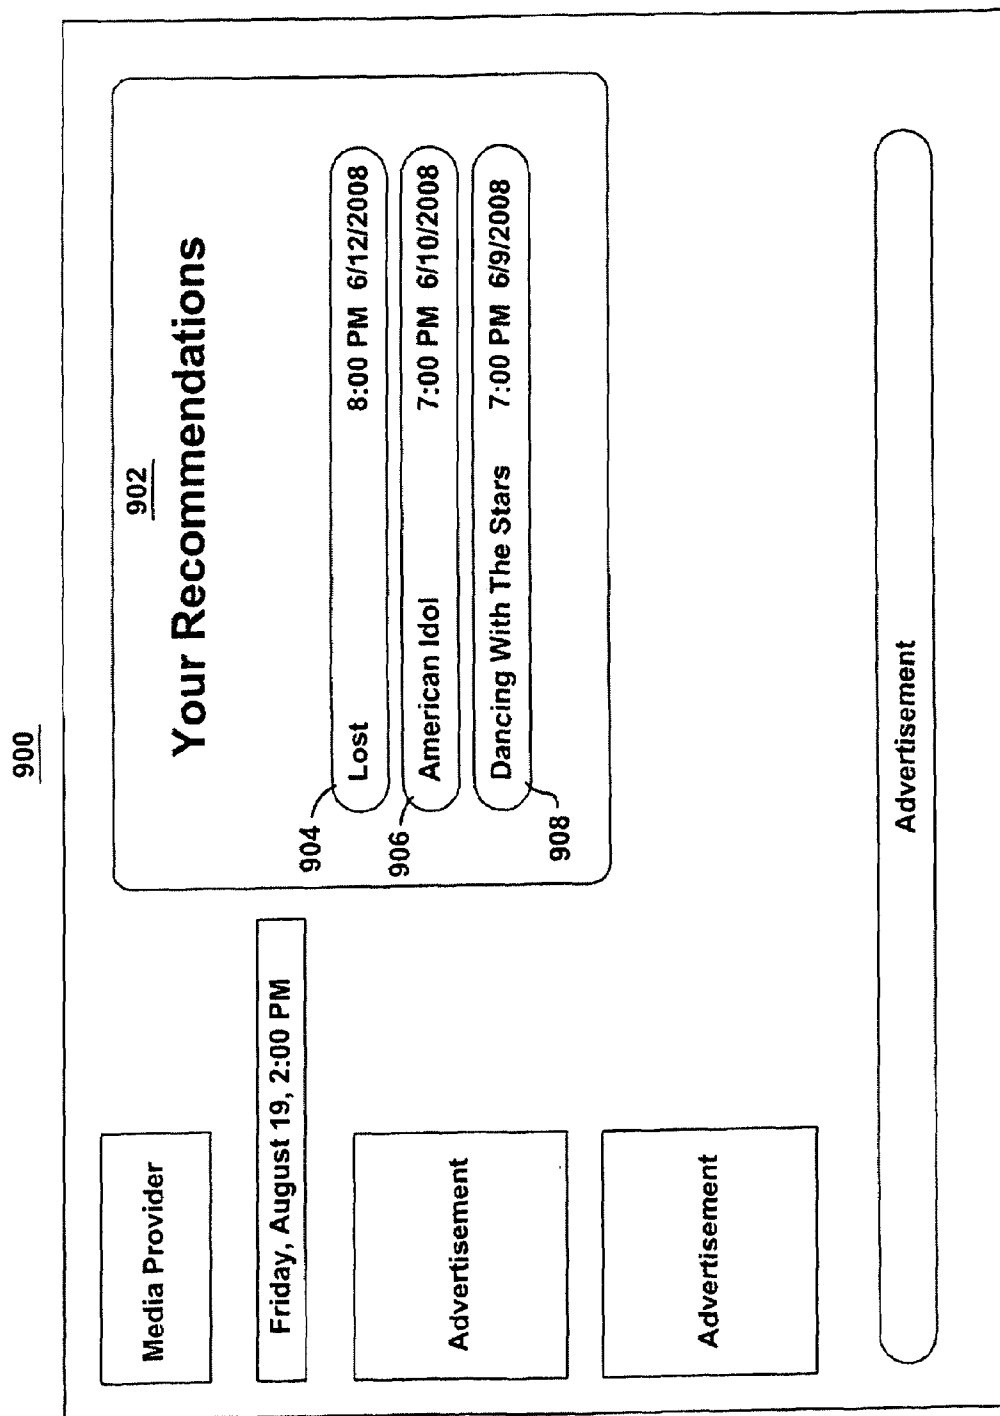 900
Media Provider
Friday, August 19, 2:00 PM
Advertisement
Advertisement
902
Your Recommendations
904
Lost 8:00 PM 6/12/2008
906
American Idol 7:00 PM 6/10/2008
Dancing With The Stars 7:00 PM 6/9/2008
908
Advertisement